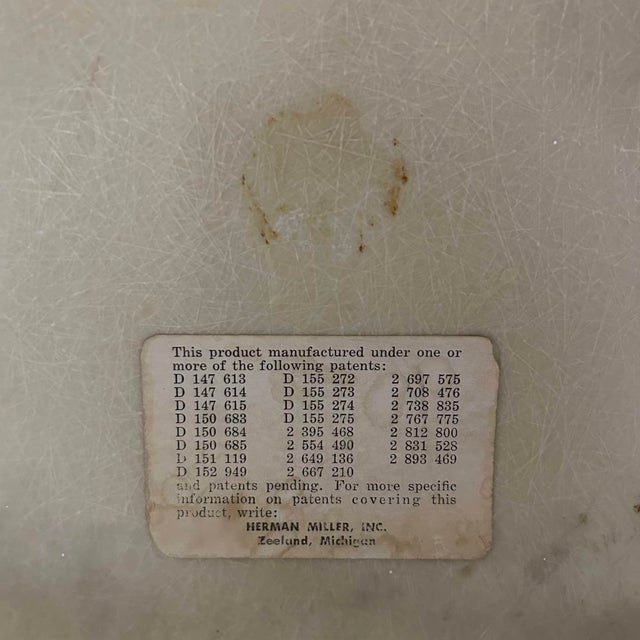 This product manufactured under one or
more of the following patents:
D 147 613 D 155 272 2 697 575
D 147 614 D 155 273 2 708 476
D 147 615 D 155 274 2 738 835
D 150 683 D 155 275 2 767 775
D 150 684 2 395 468 2 812 800
D 150 685 2 554 490 2 831 528
D 151 119 2 649 136 2 893 469
D 152 949 2 667 210
and patents pending. For more specific
information on patents covering this
product, write:
HERMAN MILLER, INC.
Zeeland, Michigan